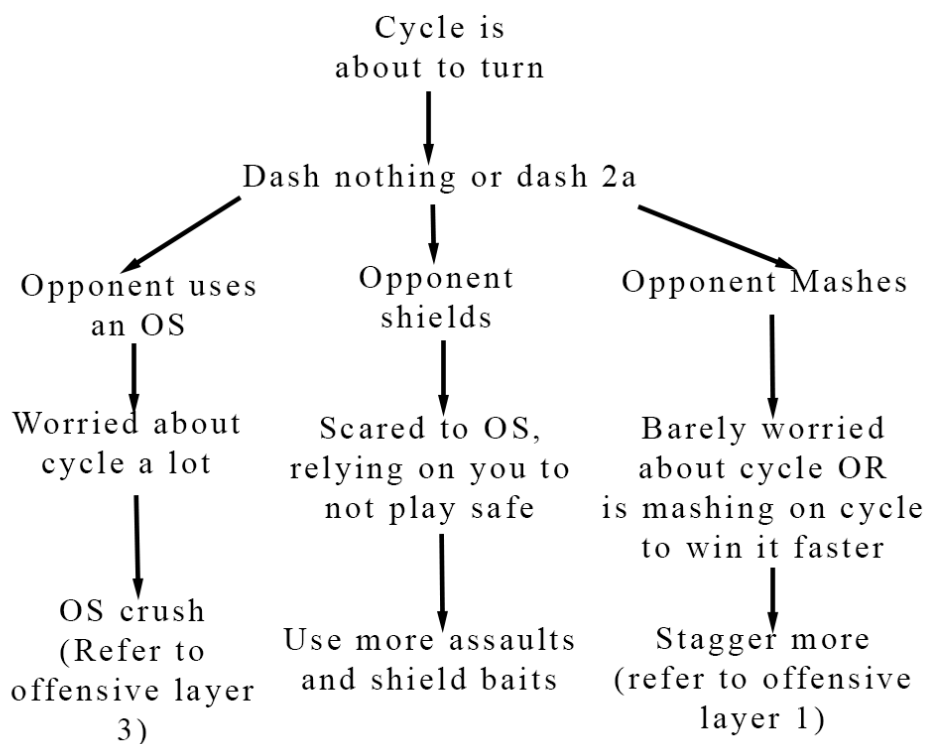 Cycle is
about to turn
Dash nothing or dash 2a
Opponent uses
an OS
Opponent
shields
Opponent Mashes
Worried about
cycle a lot
Scared to OS,
relying on you to
not play safe
Barely worried
about cycle OR
is mashing on cycle
to win it faster
OS crush
(Refer to
offensive layer
3)
Use more assaults
and shield baits
Stagger more
(refer to offensive
layer 1)